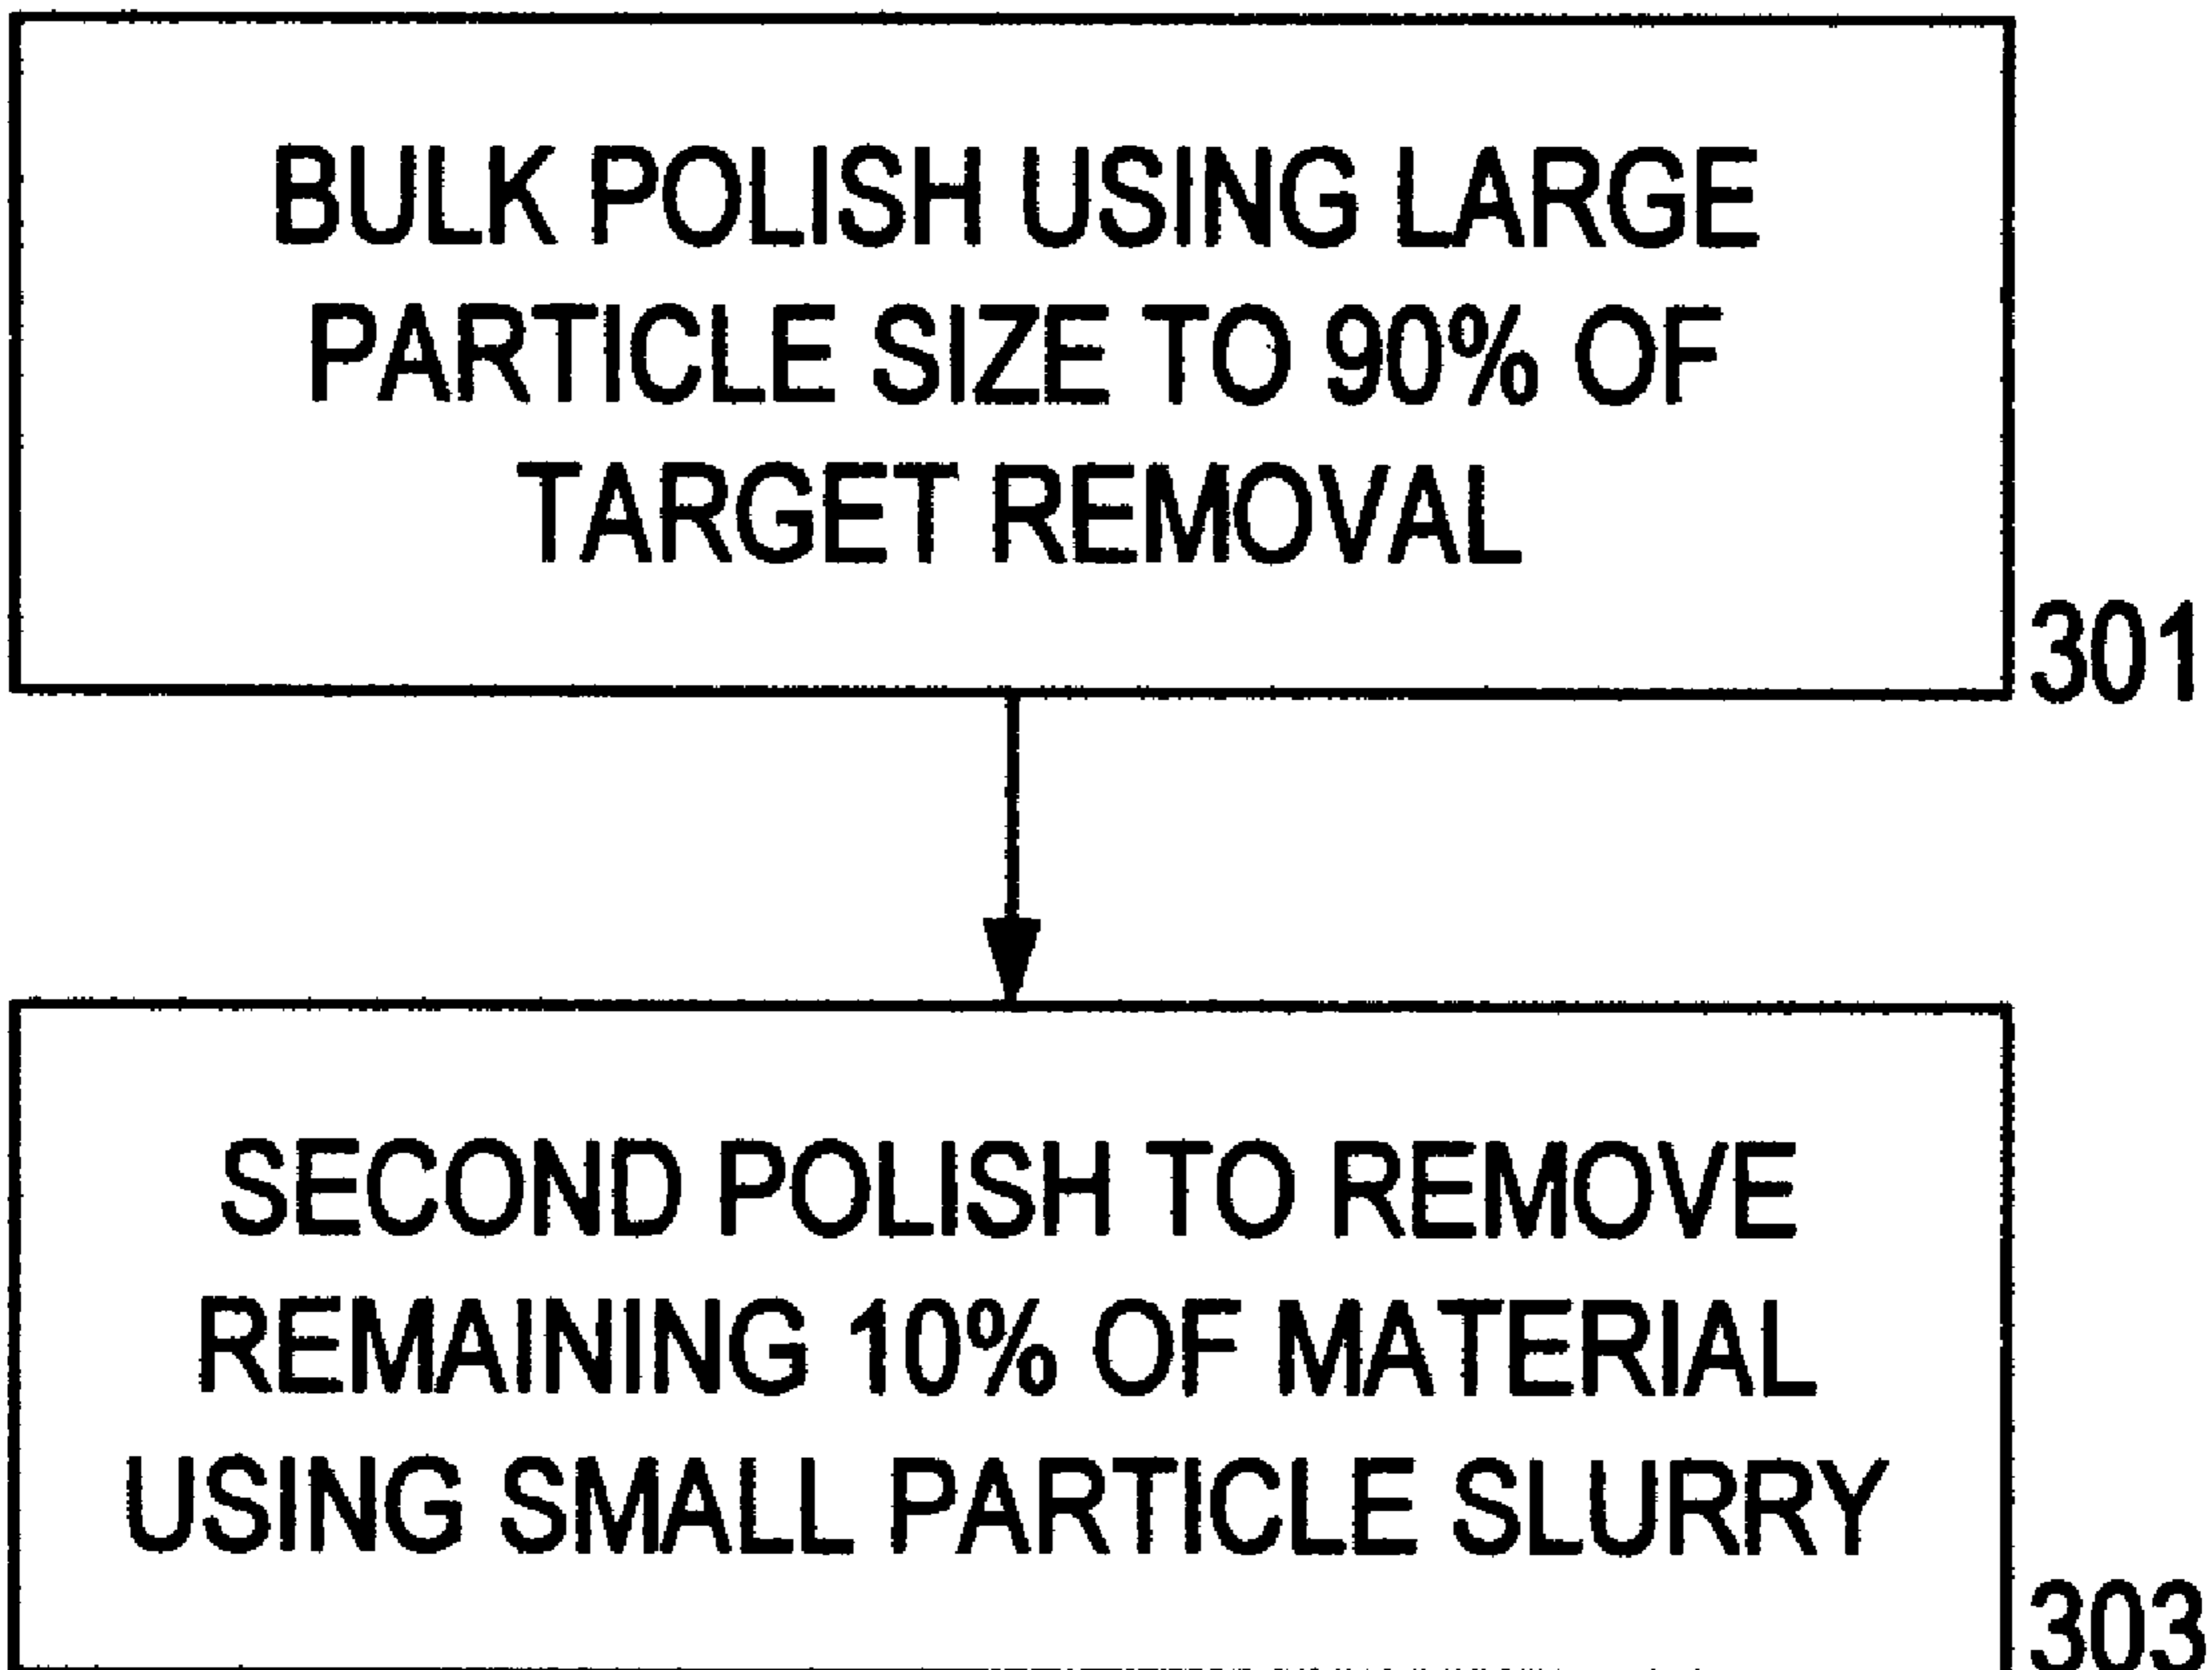 BULK POLISH USING LARGE
PARTICLE SIZE TO 90% OF
TARGET REMOVAL
301
SECOND POLISH TO REMOVE
REMAINING 10% OF MATERIAL
USING SMALL PARTICLE SLURRY
303